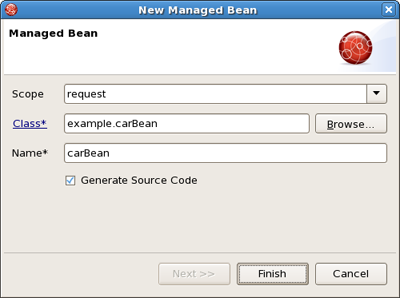 New Managed Bean
Managed Bean
Scope request
Class* example.carBean Browse...
Name* carBean
Generate Source Code
Next >> Finish Cancel